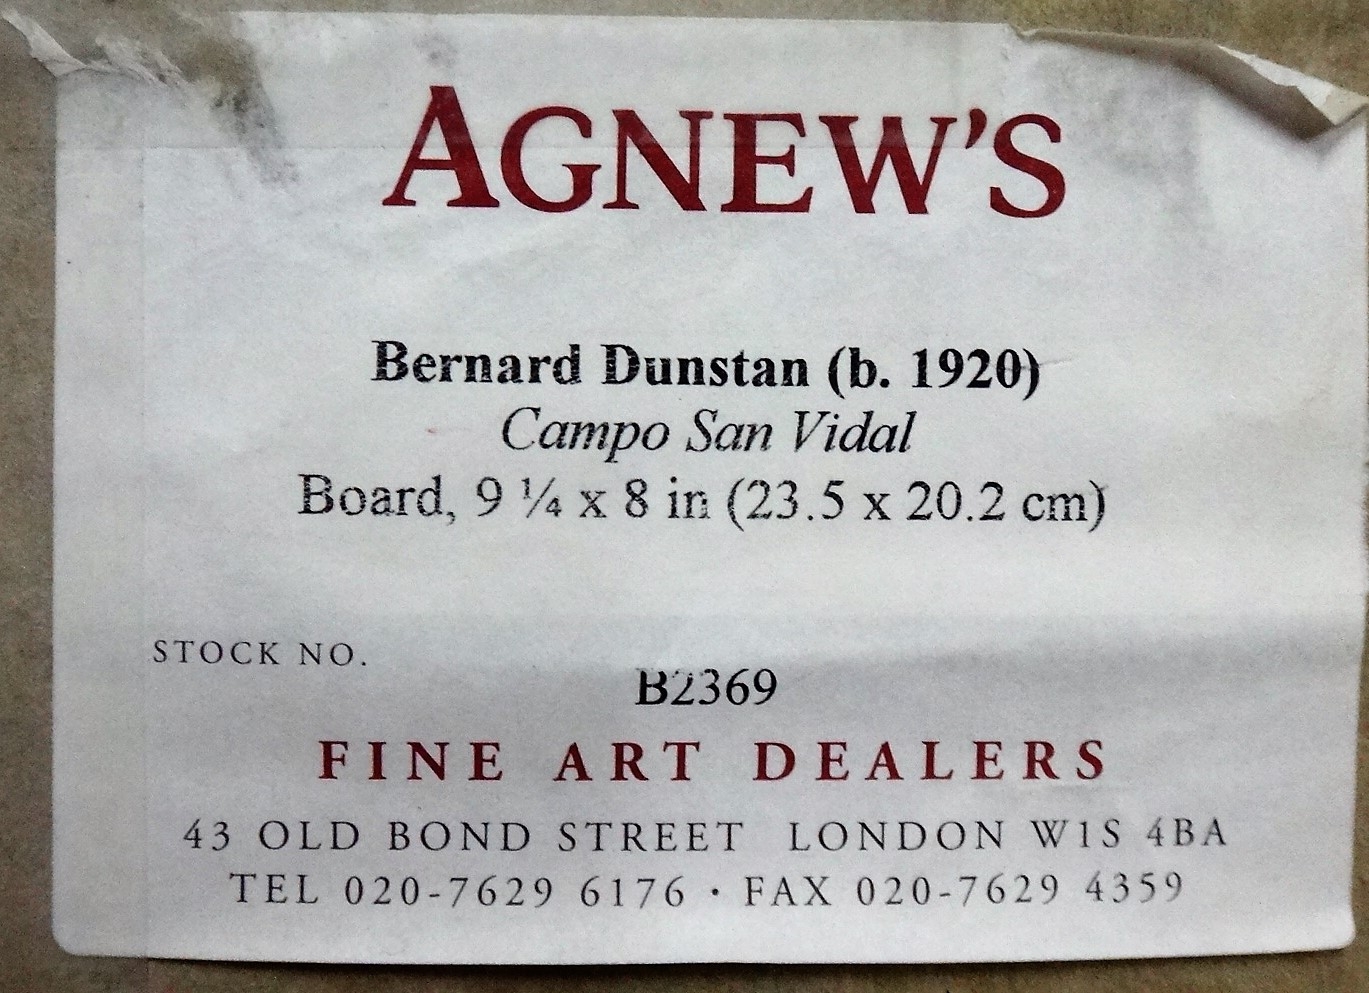 AGNEW'S
Bernard Dunstan (b. 1920)
Campo San Vidal
Board, 9 ¼ x 8 in (23.5 x 20.2 cm)
STOCK NO.
B2369
FINE ART DEALERS
43 OLD BOND STREET LONDON W1S 4BA
TEL 020-7629 6176 · FAX 020-7629 4359